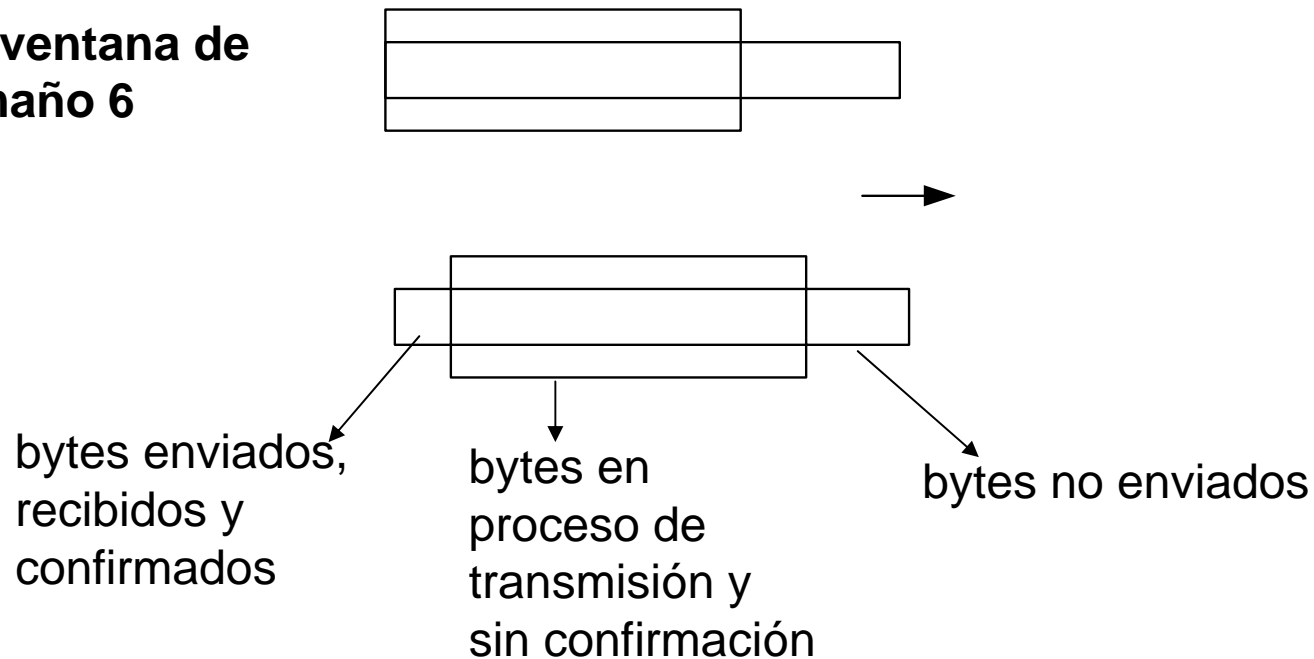 ventana de
maño 6
bytes enviados,
recibidos y
confirmados
bytes en
proceso de
transmisión y
sin confirmación
bytes no enviados